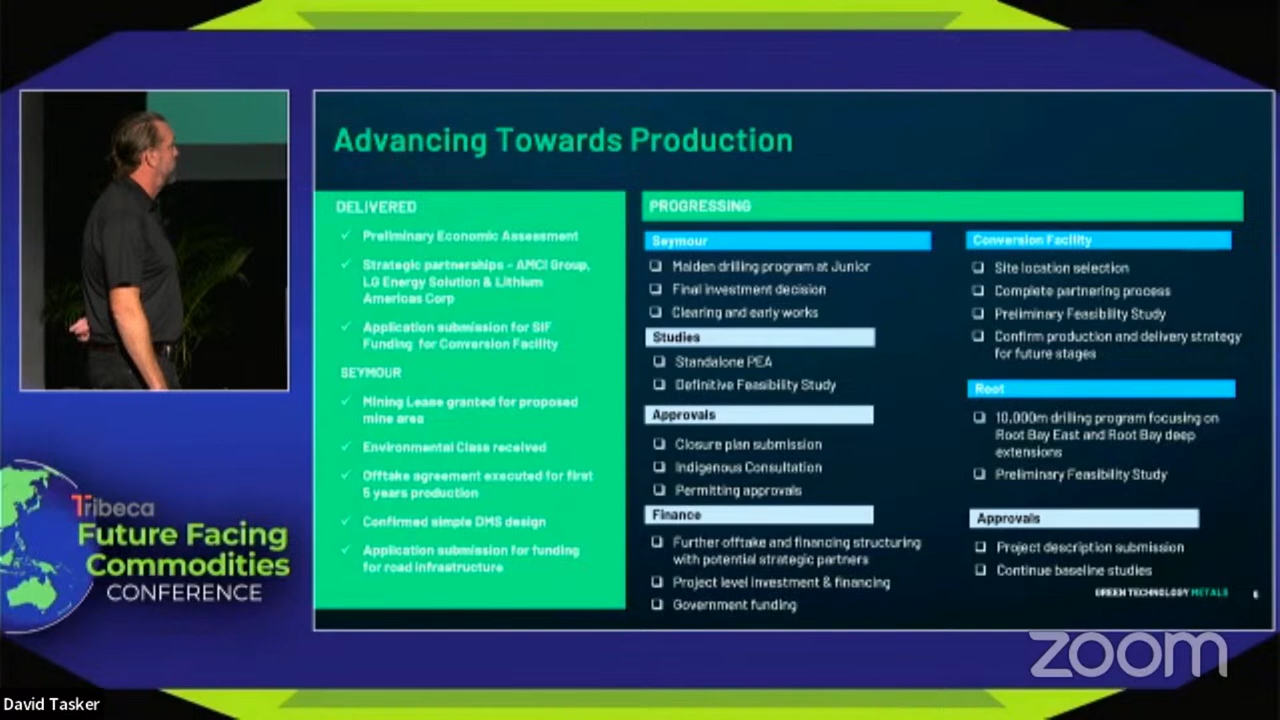 Advancing Towards Production
DELIVERED
✓ Preliminary Economic Assessment
✓ Strategic partnerships - AMCI Group,
LG Energy Solution & Lithium
Americas Corp
✓ Application submission for SIF
Funding for Conversion Facility
SEYMOUR
✓ Mining Lease granted for proposed
mine area
✓ Environmental Class received
✓ Offtake agreement executed for first
5 years production
✓ Confirmed simple DMS design
✓ Application submission for funding
for road infrastructure
PROGRESSING
Seymour
❑ Maiden drilling program at Junior
❑ Final investment decision
❑ Clearing and early works
Studies
❑ Standalone PEA
❑ Definitive Feasibility Study
Approvals
❑ Closure plan submission
❑ Indigenous Consultation
❑ Permitting approvals
Finance
❑ Further offtake and financing structuring
with potential strategic partners
❑ Project level investment & financing
❑ Government funding
Conversion Facility
❑ Site location selection
❑ Complete partnering process
❑ Preliminary Feasibility Study
❑ Confirm production and delivery strategy
for future stages
Root
❑ 10,000m drilling program focusing on
Root Bay East and Root Bay deep
extensions
❑ Preliminary Feasibility Study
Approvals
❑ Project description submission
❑ Continue baseline studies
GREEN TECHNOLOGY METALS
6
Tribeca
Future Facing
Commodities
CONFERENCE
zoom
David Tasker